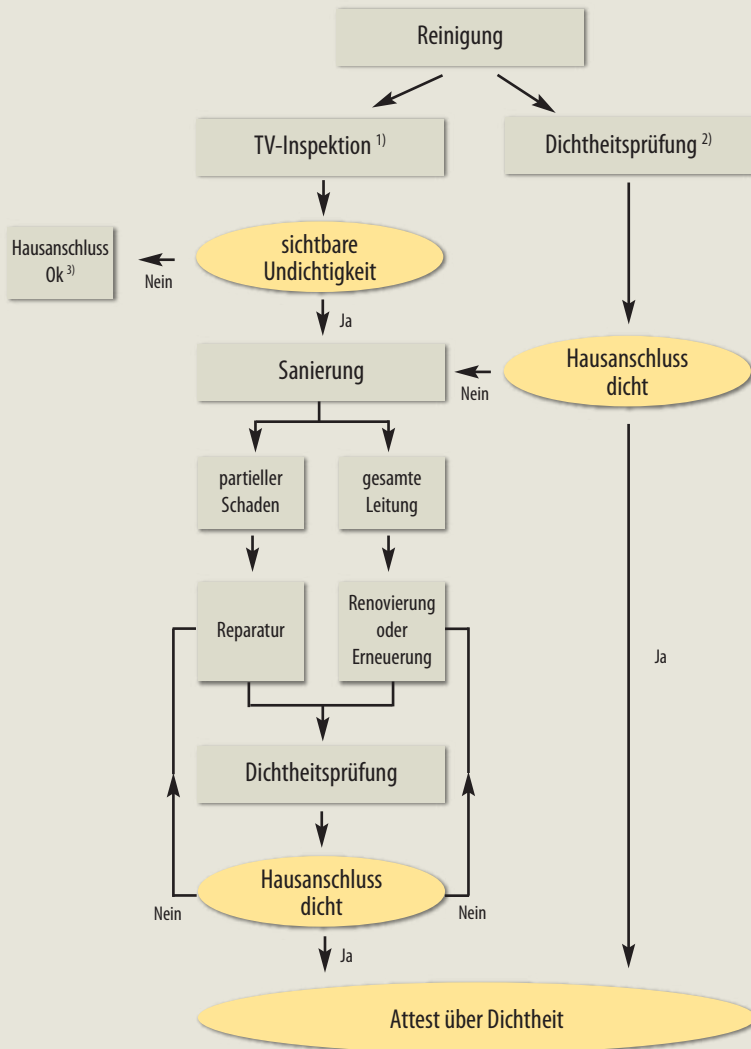 Reinigung
TV-Inspektion 1)
Dichtheitsprüfung 2)
sichtbare
Undichtigkeit
Nein
Hausanschluss
Ok 3)
Ja
Sanierung
Nein
Hausanschluss
dicht
partieller
Schaden
gesamte
Leitung
Reparatur
Renovierung
oder
Erneuerung
Ja
Dichtheitsprüfung
Hausanschluss
dicht
Nein
Nein
Ja
Attest über Dichtheit